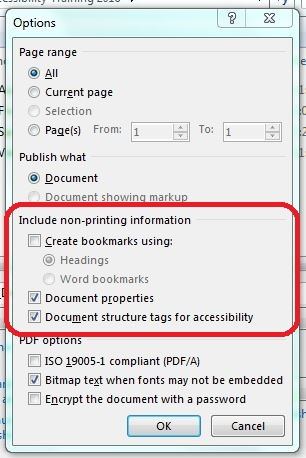 Options
Page range
All
Current page
Selection
Page(s) From: 1 To: 1
Publish what
Document
Document showing markup
Include non-printing information
Create bookmarks using:
Headings
Word bookmarks
Document properties
Document structure tags for accessibility
PDF options
ISO 19005-1 compliant (PDF/A)
Bitmap text when fonts may not be embedded
Encrypt the document with a password
OK Cancel